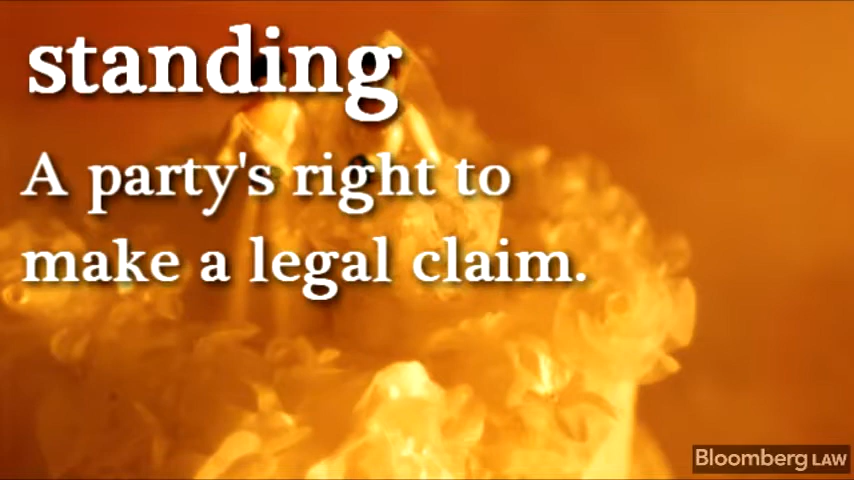 standing
A party's right to
make a legal claim.
Bloomberg LAW